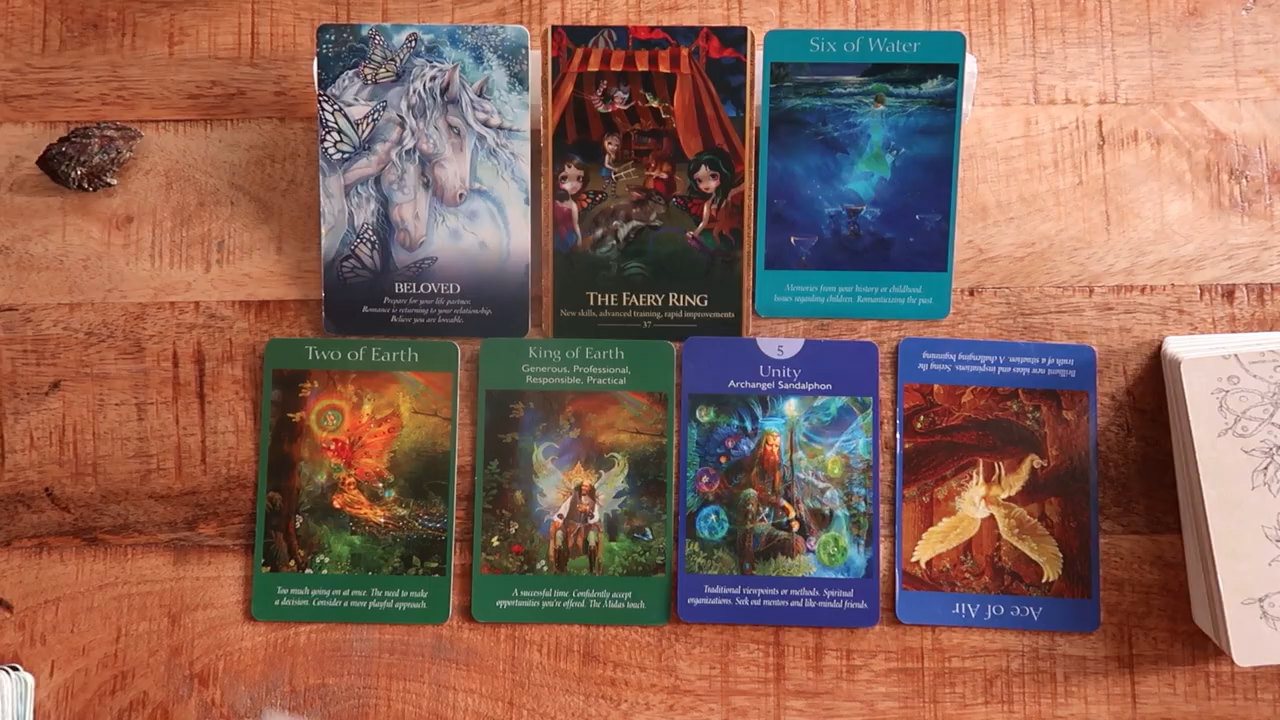 BELOVED
Prepare for your life partner.
Romance is returning to your relationship.
Believe you are loveable.
THE FAERY RING
New skills, advanced training, rapid improvements
37
Six of Water
Memories from your history or childhood.
Issues regarding children. Romanticizing the past.
Two of Earth
Too much going on at once. The need to make
a decision. Consider a more playful approach.
King of Earth
Generous, Professional,
Responsible, Practical
A successful time. Confidently accept
opportunities you're offered. The Midas touch.
5
Unity
Archangel Sandalphon
Traditional viewpoints or methods. Spiritual
organizations. Seek out mentors and like-minded friends.
Ace of Air
Brilliant new ideas and inspirations. Seeing the
truth of a situation. A challenging beginning.